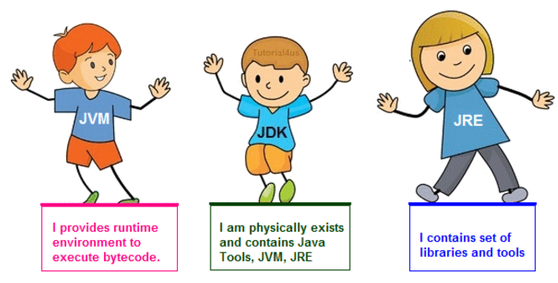 Tutorial4us
JVM
JDK
JRE
I provides runtime
environment to
execute bytecode.
I am physically exists
and contains Java
Tools, JVM, JRE
I contains set of
libraries and tools